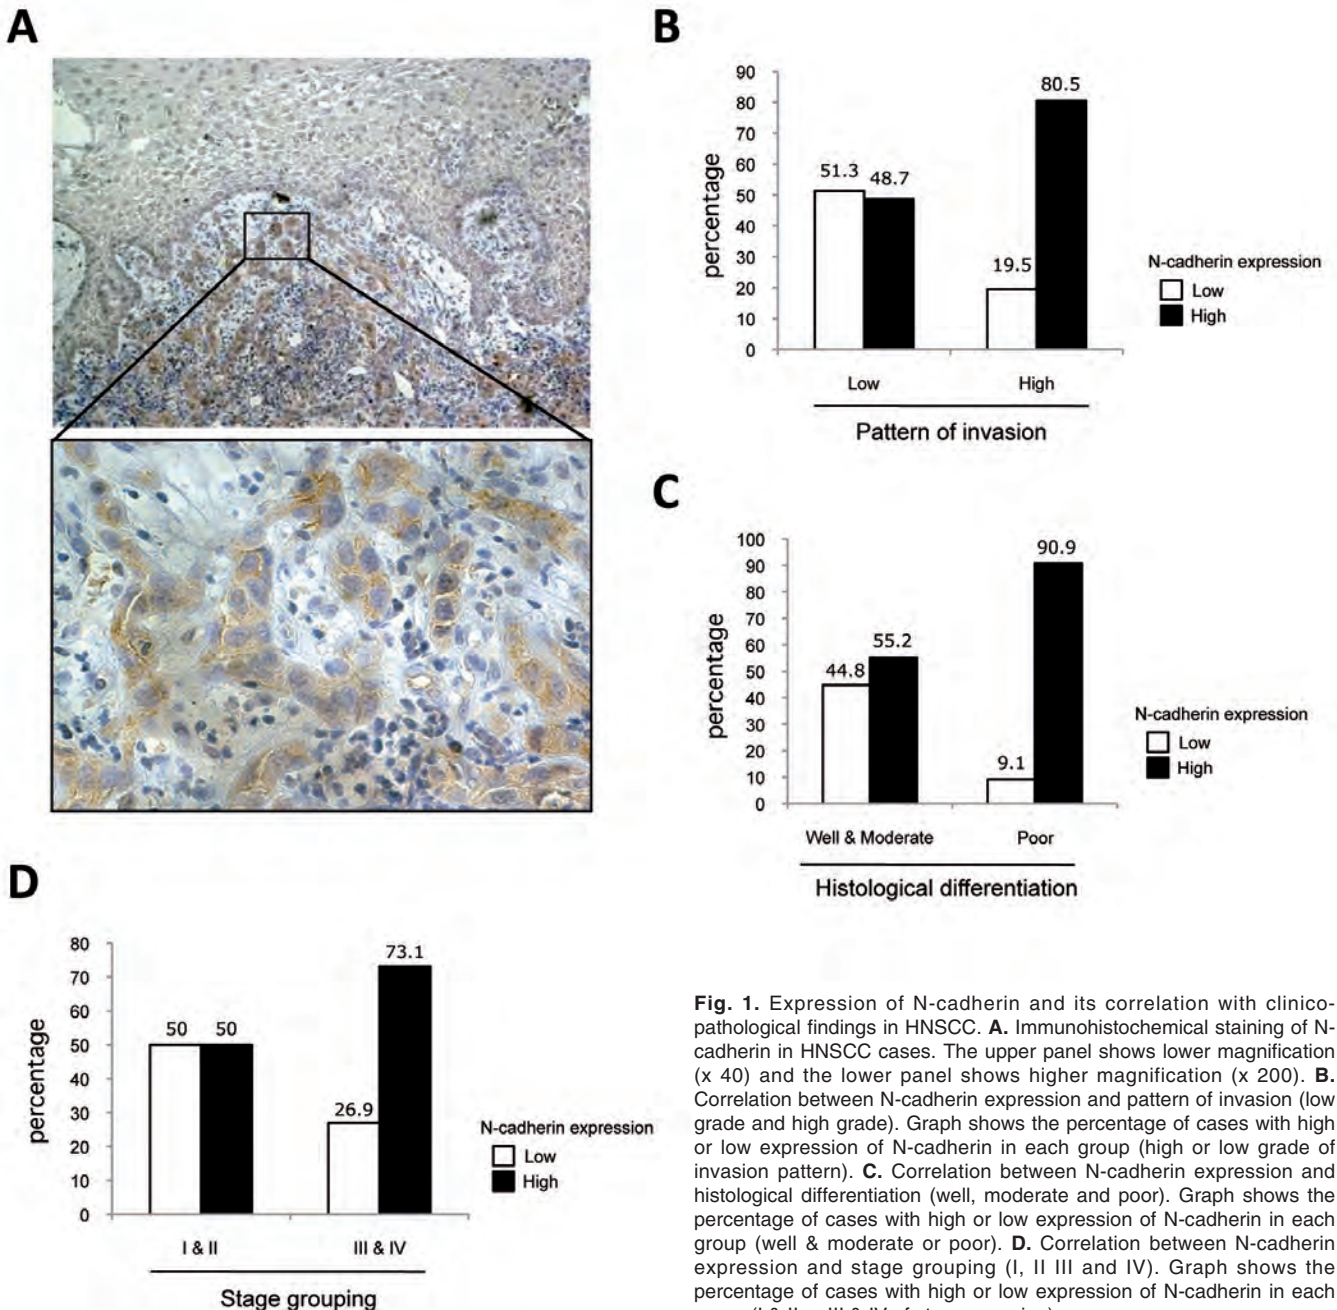 A
B
90
80
70
60
50
40
30
20
10
0
percentage
51.3
48.7
19.5
80.5
Low
High
Pattern of invasion
N-cadherin expression
Low
High
C
100
90
80
70
60
50
40
30
20
10
0
percentage
44.8
55.2
9.1
90.9
Well & Moderate
Poor
Histological differentiation
N-cadherin expression
Low
High
D
80
70
60
50
40
30
20
10
0
percentage
50
50
26.9
73.1
I & II
III & IV
Stage grouping
N-cadherin expression
Low
High
Fig. 1. Expression of N-cadherin and its correlation with clinico-
pathological findings in HNSCC. A. Immunohistochemical staining of N-
cadherin in HNSCC cases. The upper panel shows lower magnification
(x 40) and the lower panel shows higher magnification (x 200). B.
Correlation between N-cadherin expression and pattern of invasion (low
grade and high grade). Graph shows the percentage of cases with high
or low expression of N-cadherin in each group (high or low grade of
invasion pattern). C. Correlation between N-cadherin expression and
histological differentiation (well, moderate and poor). Graph shows the
percentage of cases with high or low expression of N-cadherin in each
group (well & moderate or poor). D. Correlation between N-cadherin
expression and stage grouping (I, II III and IV). Graph shows the
percentage of cases with high or low expression of N-cadherin in each